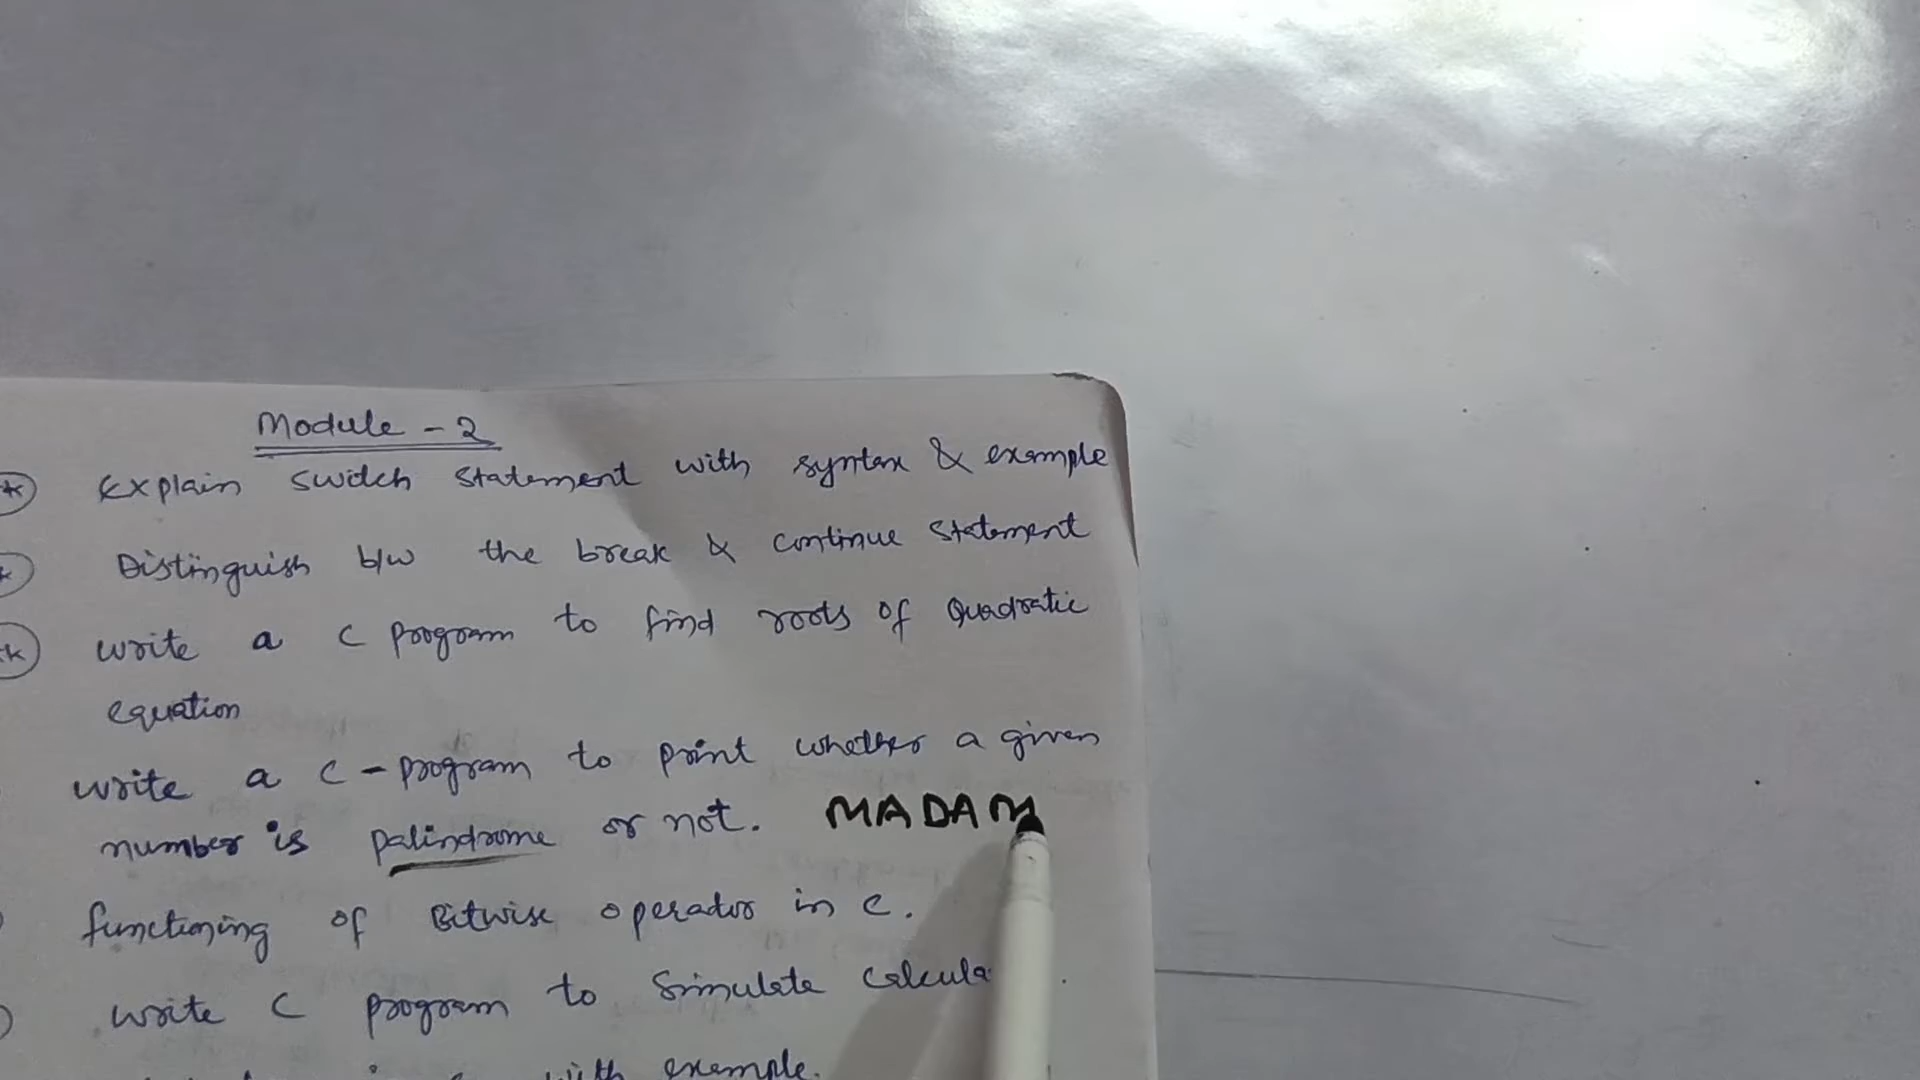 Module - 2
Explain switch statement with syntax & example
Distinguish b/w the break & continue statement
write a C program to find roots of Quadratic
equation
write a C-program to print whether a given
number is palindrome or not. MADAM
functioning of Bitwise operator in C.
write C program to Simulate
with example.